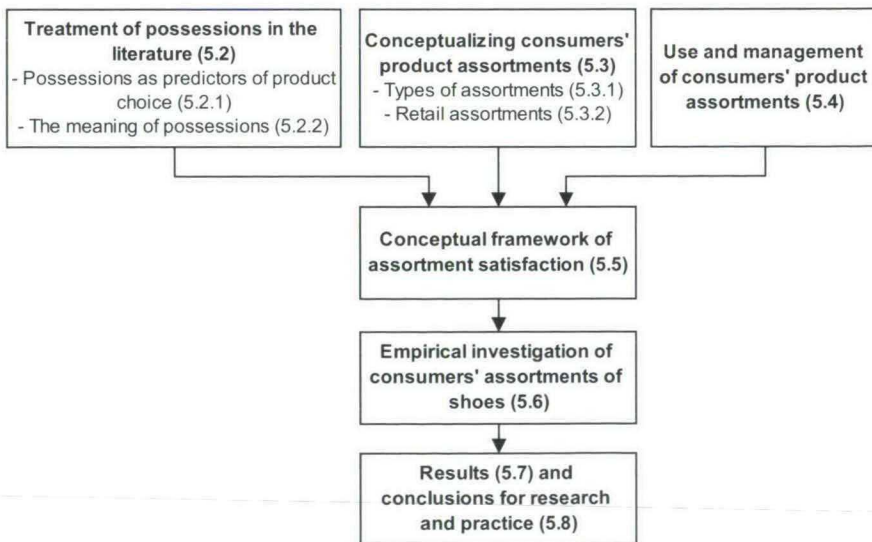 Treatment of possessions in the
literature (5.2)
- Possessions as predictors of product
choice (5.2.1)
- The meaning of possessions (5.2.2)
Conceptualizing consumers'
product assortments (5.3)
- Types of assortments (5.3.1)
- Retail assortments (5.3.2)
Use and management
of consumers' product
assortments (5.4)
Conceptual framework of
assortment satisfaction (5.5)
Empirical investigation of
consumers' assortments of
shoes (5.6)
Results (5.7) and
conclusions for research
and practice (5.8)